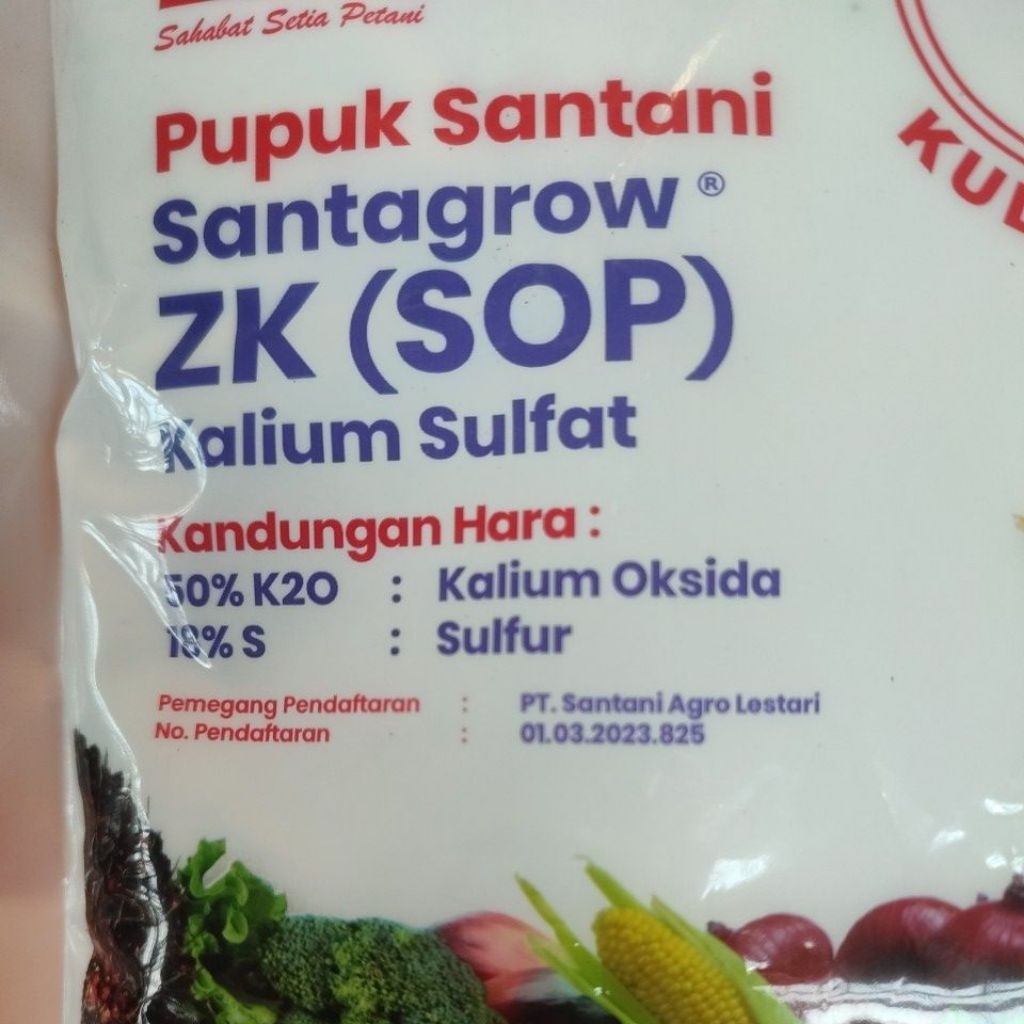 Sahabat Setia Petani
Pupuk Santani
Santagrow ®
ZK (SOP)
Kalium Sulfat
Kandungan Hara :
50% K2O : Kalium Oksida
18% S : Sulfur
Pemegang Pendaftaran : PT. Santani Agro Lestari
No. Pendaftaran : 01.03.2023.825